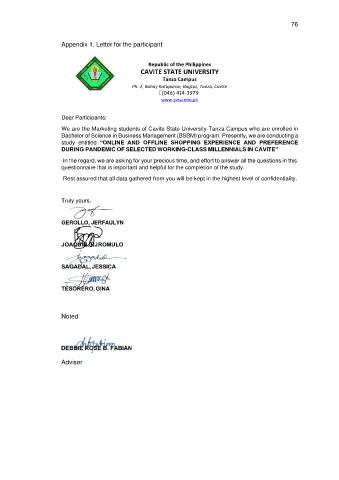 76
Appendix 1. Letter for the participant
Republic of the Philippines
CAVITE STATE UNIVERSITY
Tanza Campus
Ph. 2, Bahay Katuparan, Bagtas, Tanza, Cavite
(046) 414-3979
www.cvsu.edu.ph
Dear Participants:
We are the Marketing students of Cavite State University-Tanza Campus who are enrolled in
Bachelor of Science in Business Management (BSBM) program. Presently, we are conducting a
study entitled "ONLINE AND OFFLINE SHOPPING EXPERIENCE AND PREFERENCE
DURING PANDEMIC OF SELECTED WORKING-CLASS MILLENNIALS IN CAVITE"
In the regard, we are asking for your precious time, and effort to answer all the questions in this
questionnaire that is important and helpful for the completion of the study.
Rest assured that all data gathered from you will be kept in the highest level of confidentiality.
Truly yours,
GEROLLO, JERFAULYN
ROMULO
SAGADAL, JESSICA
TESORERO, GINA
Noted
DEBBIE ROSE B. FABIAN
Adviser